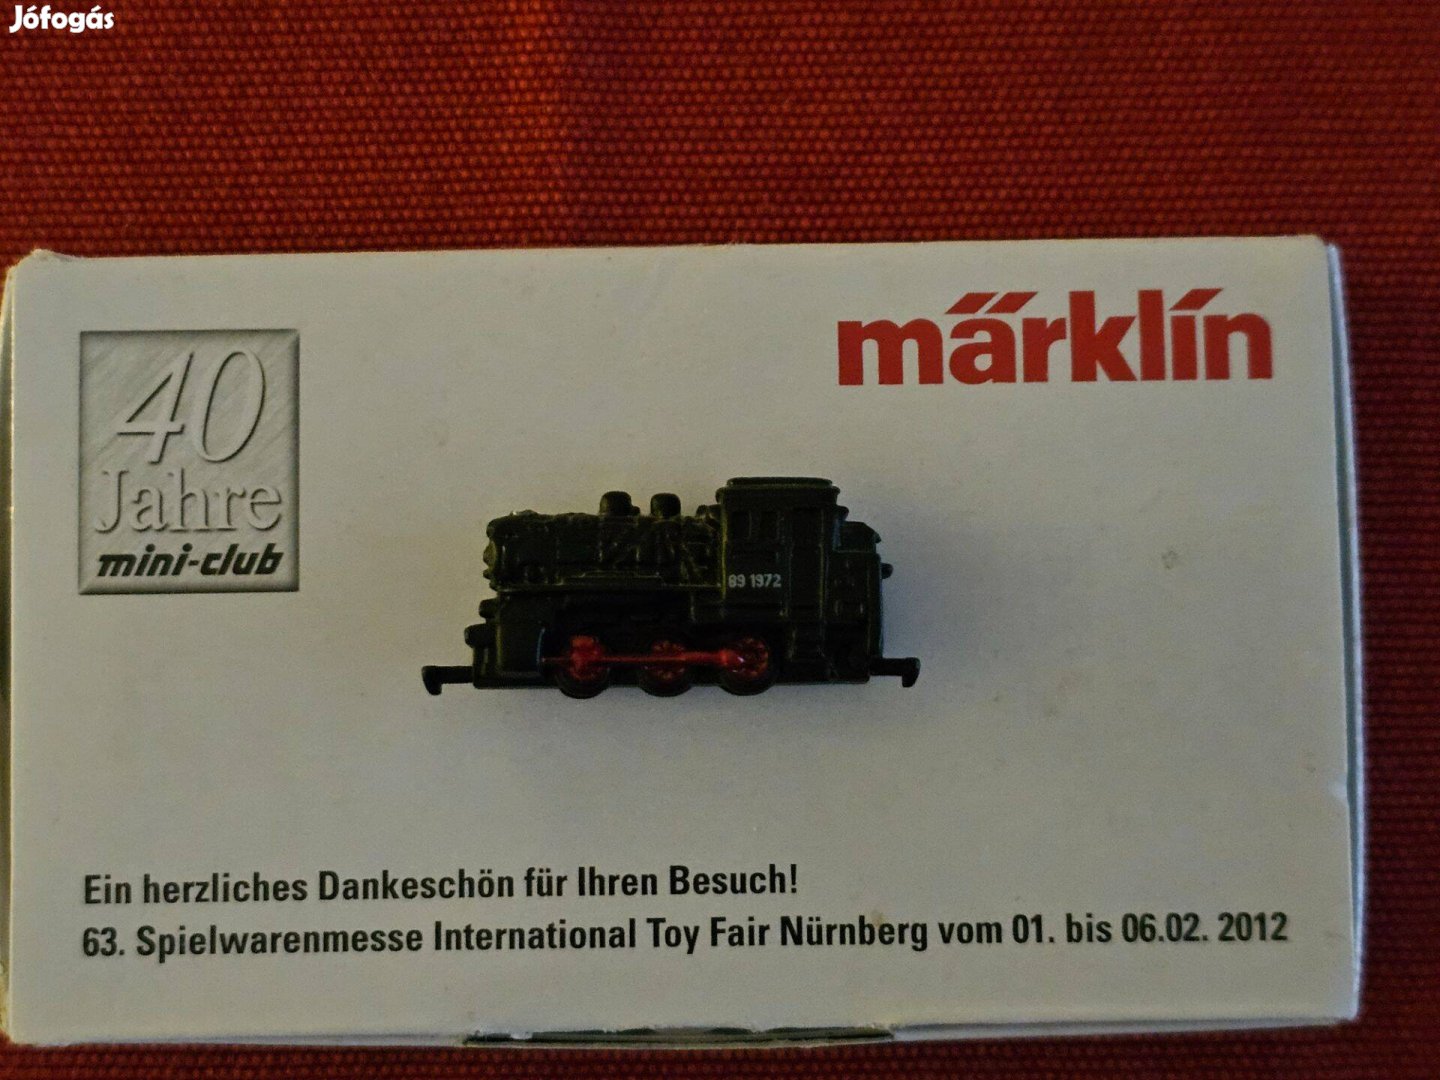 Jófogás
märklín
40
Jahre
mini-club
89 1972
Ein herzliches Dankeschön für Ihren Besuch!
63. Spielwarenmesse International Toy Fair Nürnberg vom 01. bis 06.02. 2012